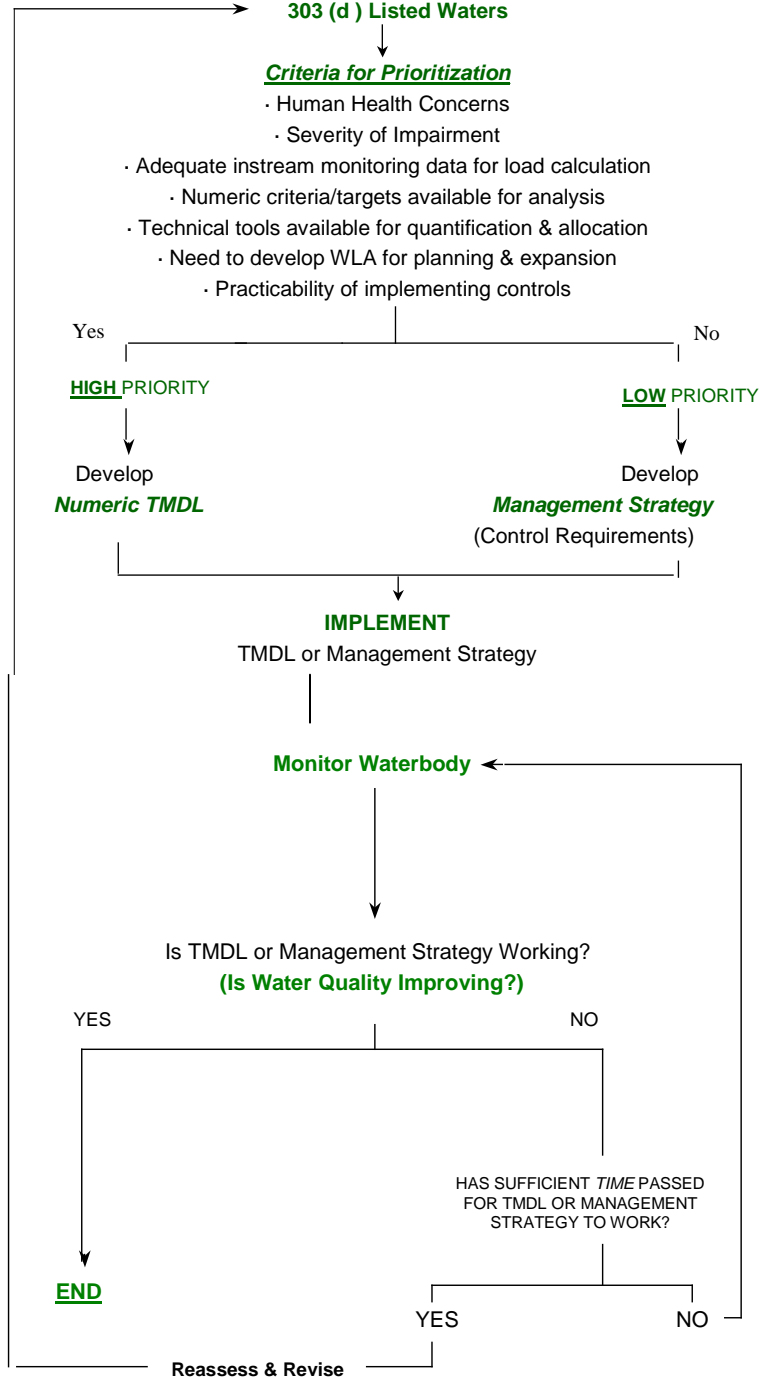 303 (d ) Listed Waters
Criteria for Prioritization
· Human Health Concerns
· Severity of Impairment
· Adequate instream monitoring data for load calculation
· Numeric criteria/targets available for analysis
· Technical tools available for quantification & allocation
· Need to develop WLA for planning & expansion
· Practicability of implementing controls
Yes
No
HIGH PRIORITY
LOW PRIORITY
Develop
Numeric TMDL
Develop
Management Strategy
(Control Requirements)
IMPLEMENT
TMDL or Management Strategy
Monitor Waterbody
Is TMDL or Management Strategy Working?
(Is Water Quality Improving?)
YES
NO
HAS SUFFICIENT TIME PASSED
FOR TMDL OR MANAGEMENT
STRATEGY TO WORK?
END
YES
NO
Reassess & Revise